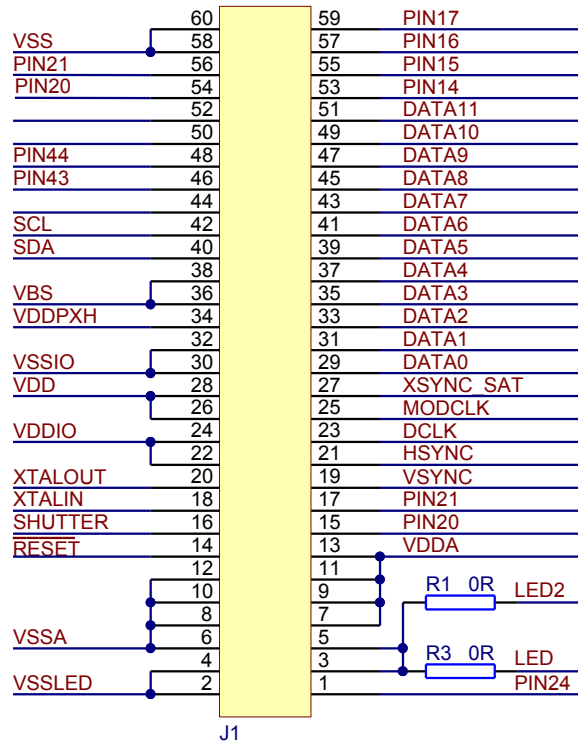 60 59 PIN17
VSS 58 57 PIN16
PIN21 56 55 PIN15
PIN20 54 53 PIN14
52 51 DATA11
50 49 DATA10
PIN44 48 47 DATA9
PIN43 46 45 DATA8
44 43 DATA7
SCL 42 41 DATA6
SDA 40 39 DATA5
38 37 DATA4
VBS 36 35 DATA3
VDDPXH 34 33 DATA2
32 31 DATA1
VSSIO 30 29 DATA0
VDD 28 27 XSYNC_SAT
26 25 MODCLK
VDDIO 24 23 DCLK
22 21 HSYNC
XTALOUT 20 19 VSYNC
XTALIN 18 17 PIN21
SHUTTER 16 15 PIN20
RESET 14 13 VDDA
12 11
10 9 R1 0R LED2
8 7
VSSA 6 5
4 3 R3 0R LED
VSSLED 2 1 PIN24
J1